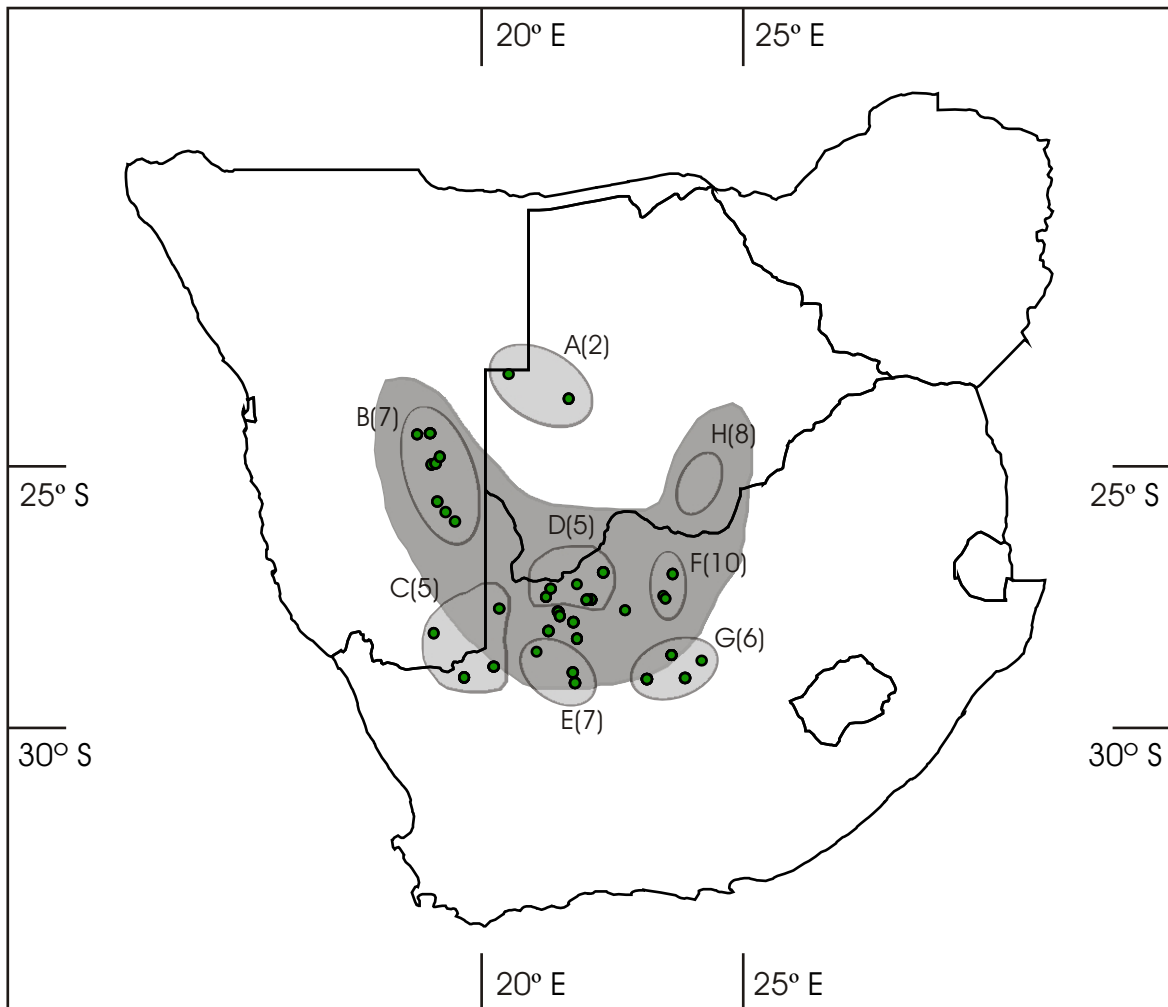 20º E
25º E
A(2)
B(7)
H(8)
25º S
25º S
D(5)
F(10)
C(5)
G(6)
E(7)
30º S
30º S
20º E
25º E